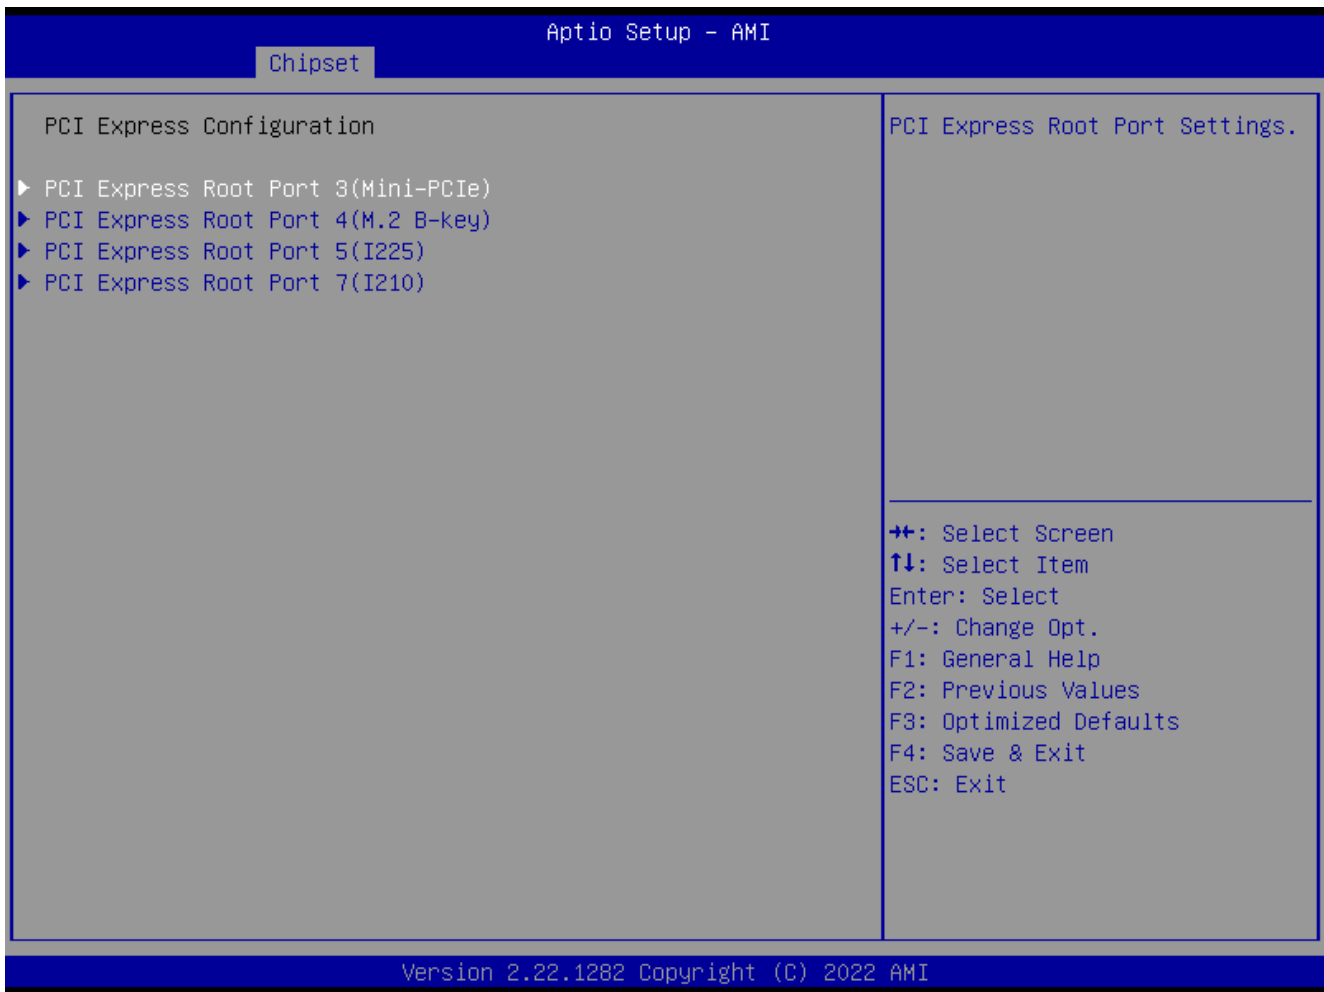 Aptio Setup – AMI
Chipset
PCI Express Configuration
▶ PCI Express Root Port 3(Mini-PCIe)
▶ PCI Express Root Port 4(M.2 B-key)
▶ PCI Express Root Port 5(I225)
▶ PCI Express Root Port 7(I210)
PCI Express Root Port Settings.
→←: Select Screen
↑↓: Select Item
Enter: Select
+/-: Change Opt.
F1: General Help
F2: Previous Values
F3: Optimized Defaults
F4: Save & Exit
ESC: Exit
Version 2.22.1282 Copyright (C) 2022 AMI